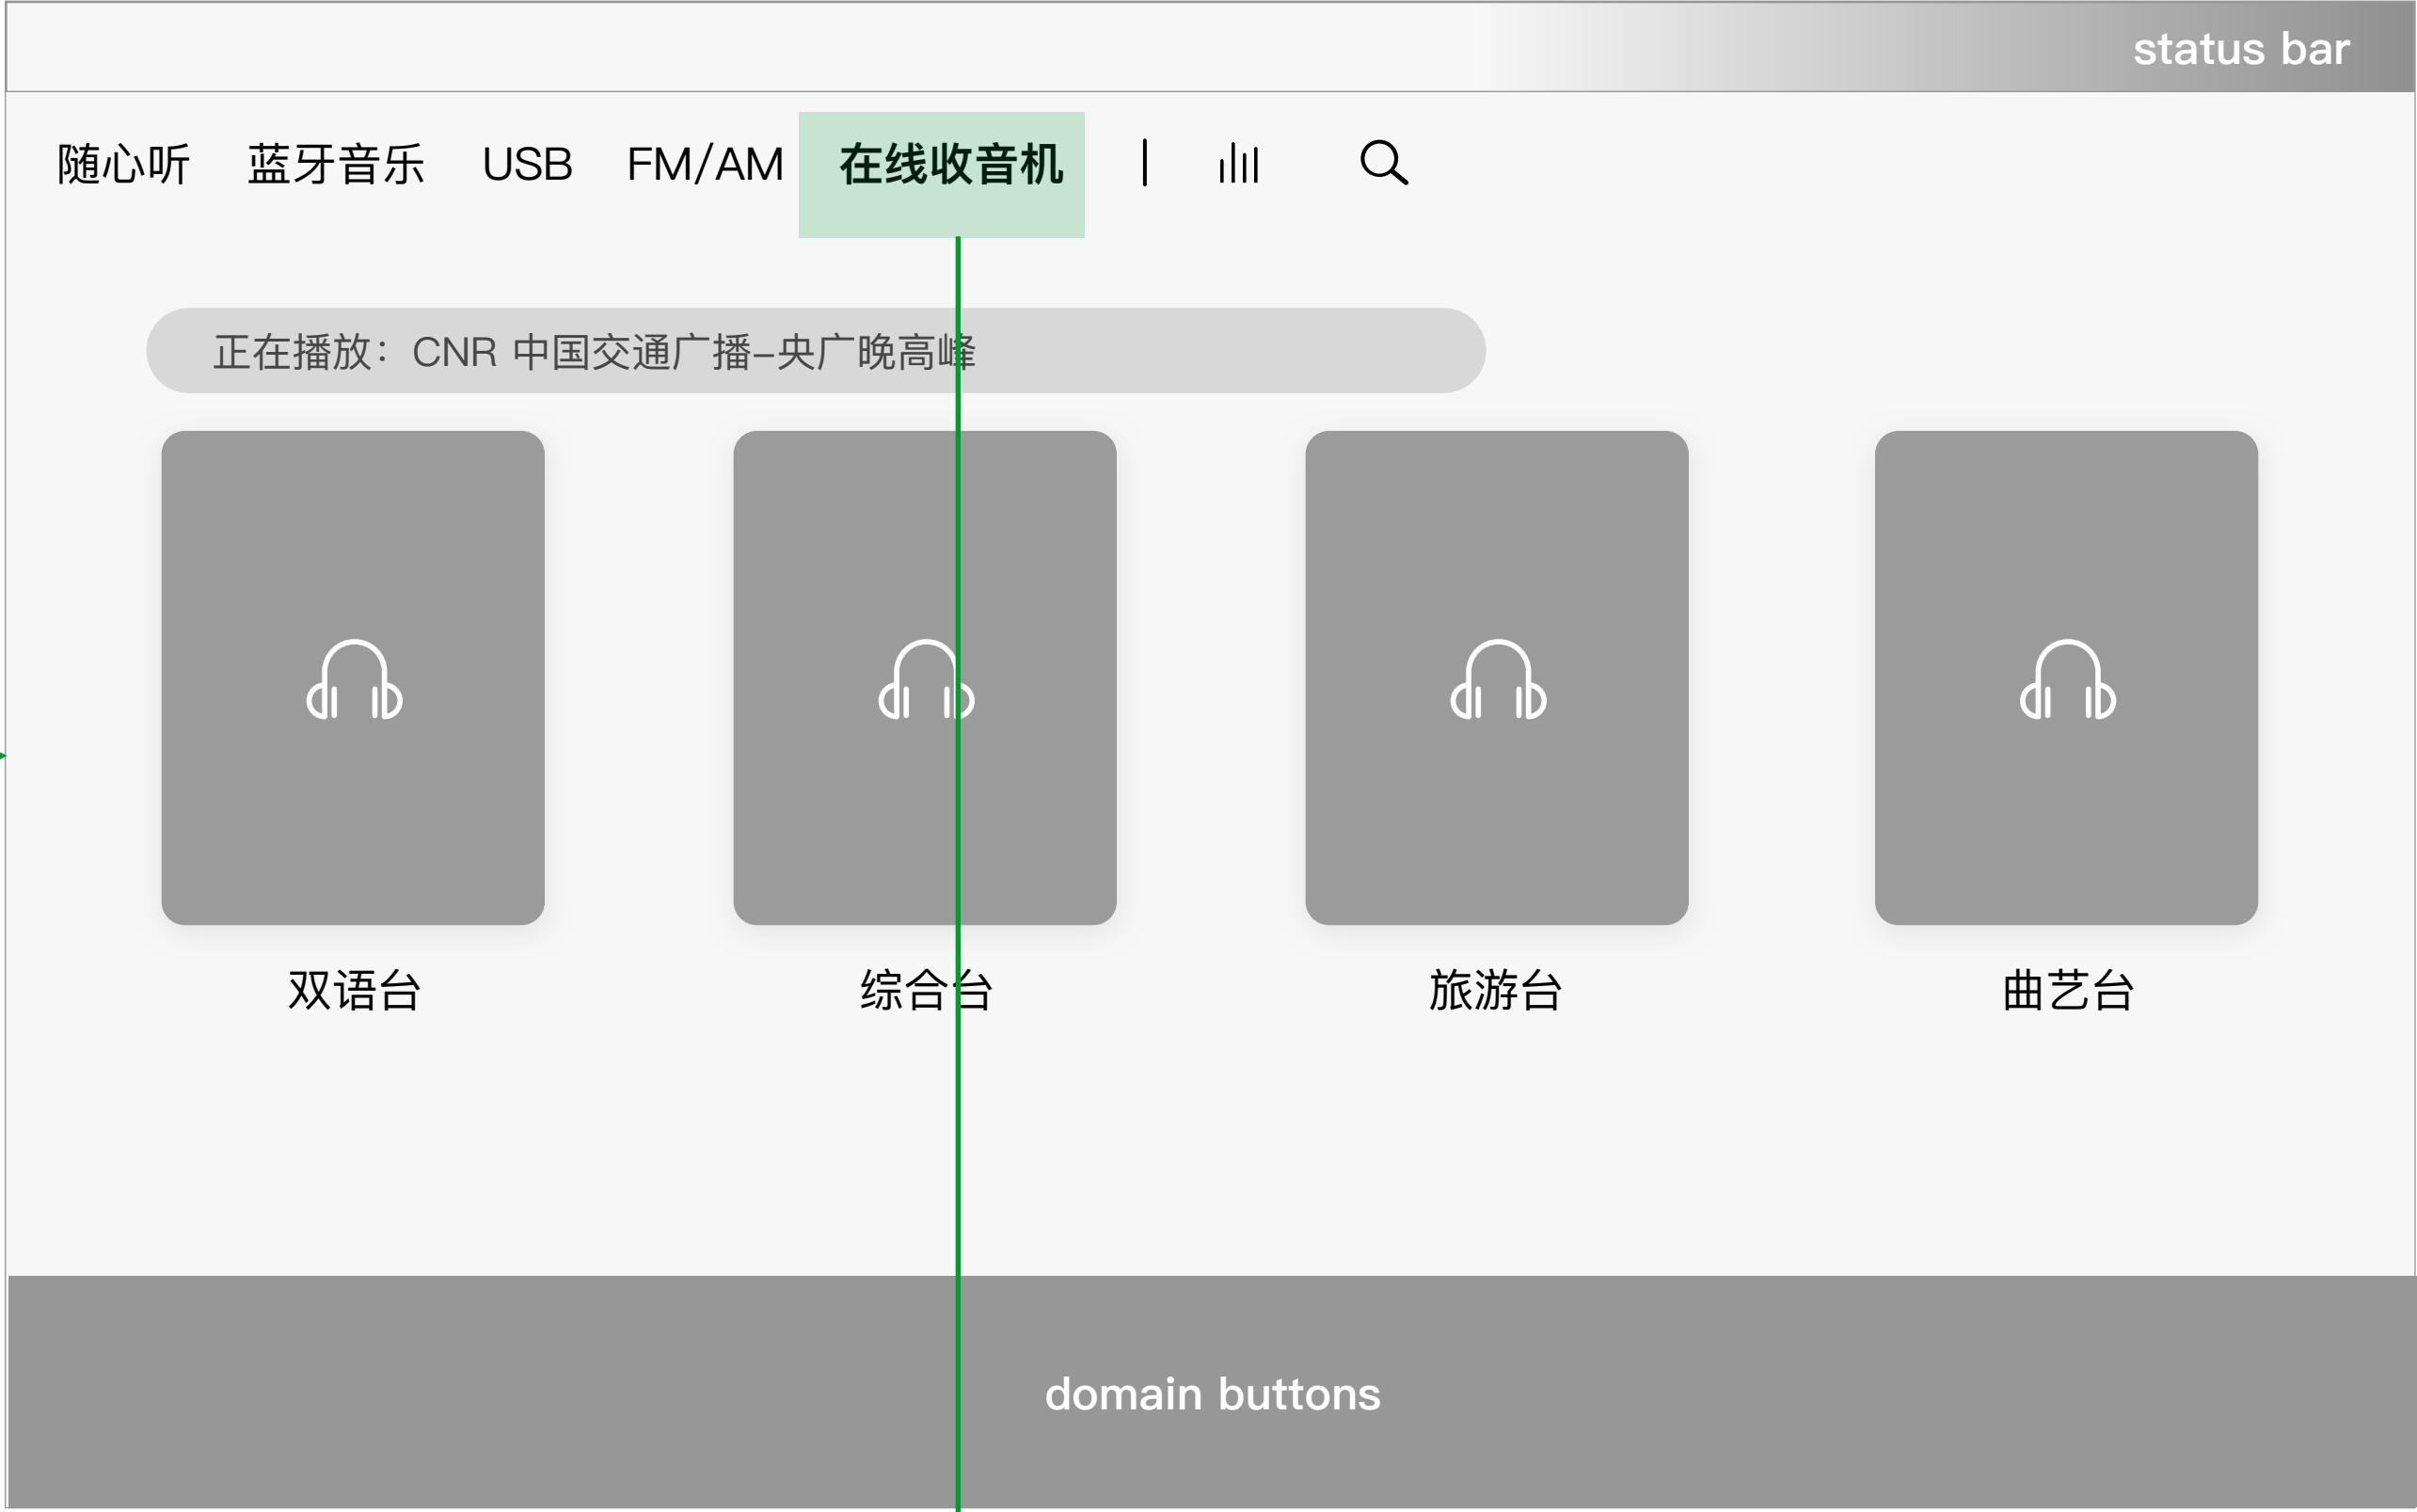 status bar
随心听 蓝牙音乐 USB FM/AM 在线收音机
正在播放：CNR 中国交通广播–央广晚高峰
双语台 综合台 旅游台 曲艺台
domain buttons